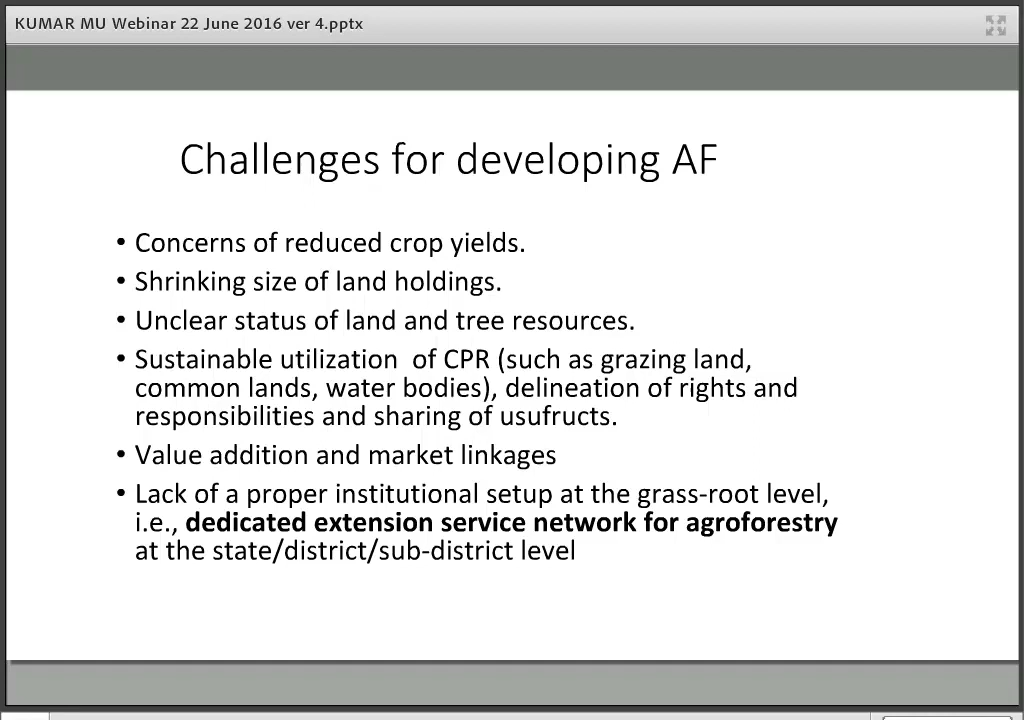 KUMAR MU Webinar 22 June 2016 ver 4.pptx
Challenges for developing AF
• Concerns of reduced crop yields.
• Shrinking size of land holdings.
• Unclear status of land and tree resources.
• Sustainable utilization  of CPR (such as grazing land,
common lands, water bodies), delineation of rights and
responsibilities and sharing of usufructs.
• Value addition and market linkages
• Lack of a proper institutional setup at the grass-root level,
i.e., dedicated extension service network for agroforestry
at the state/district/sub-district level